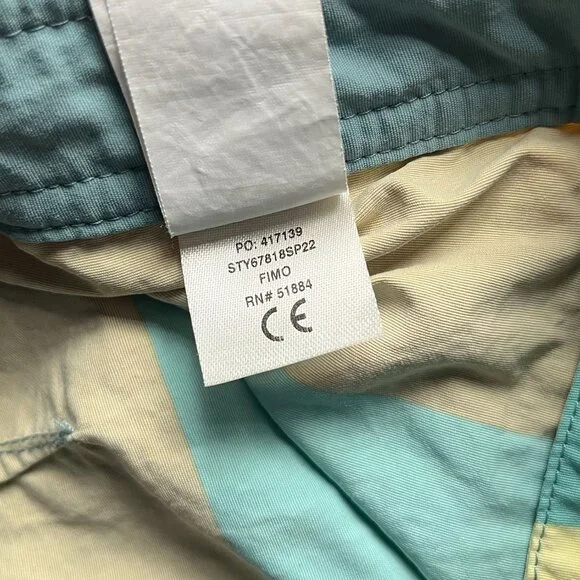 PO: 417139
STY67818SP22
FIMO
RN# 51884
CE